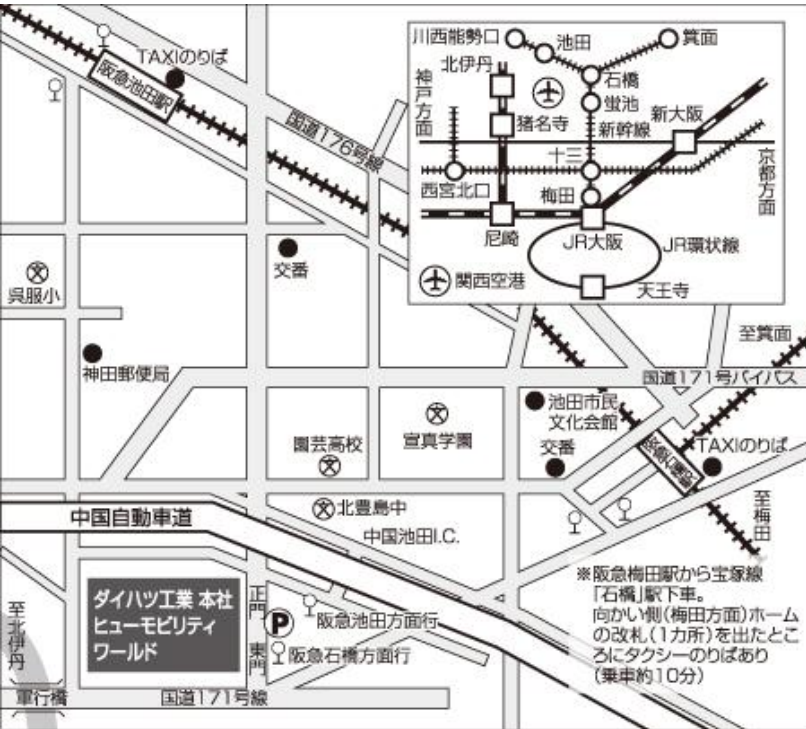 TAXIのりば
阪急池田駅
国道176号線
川西能勢口
池田
箕面
北伊丹
石橋
神戸方面
蛍池
猪名寺
新幹線
新大阪
十三
京都方面
西宮北口
梅田
尼崎
JR大阪
JR環状線
関西空港
天王寺
交番
文
呉服小
神田郵便局
至箕面
国道171号バイパス
池田市民
文化会館
文
宣真学園
園芸高校
文
交番
阪急石橋駅
TAXIのりば
文
北豊島中
中国自動車道
中国池田I.C.
至梅田
ダイハツ工業 本社
ヒューモビリティ
ワールド
正門
東門
P
阪急池田方面行
阪急石橋方面行
至北伊丹
軍行橋
国道171号線
※阪急梅田駅から宝塚線
「石橋」駅下車。
向かい側(梅田方面)ホーム
の改札(1カ所)を出たとこ
ろにタクシーのりばあり
(乗車約10分)